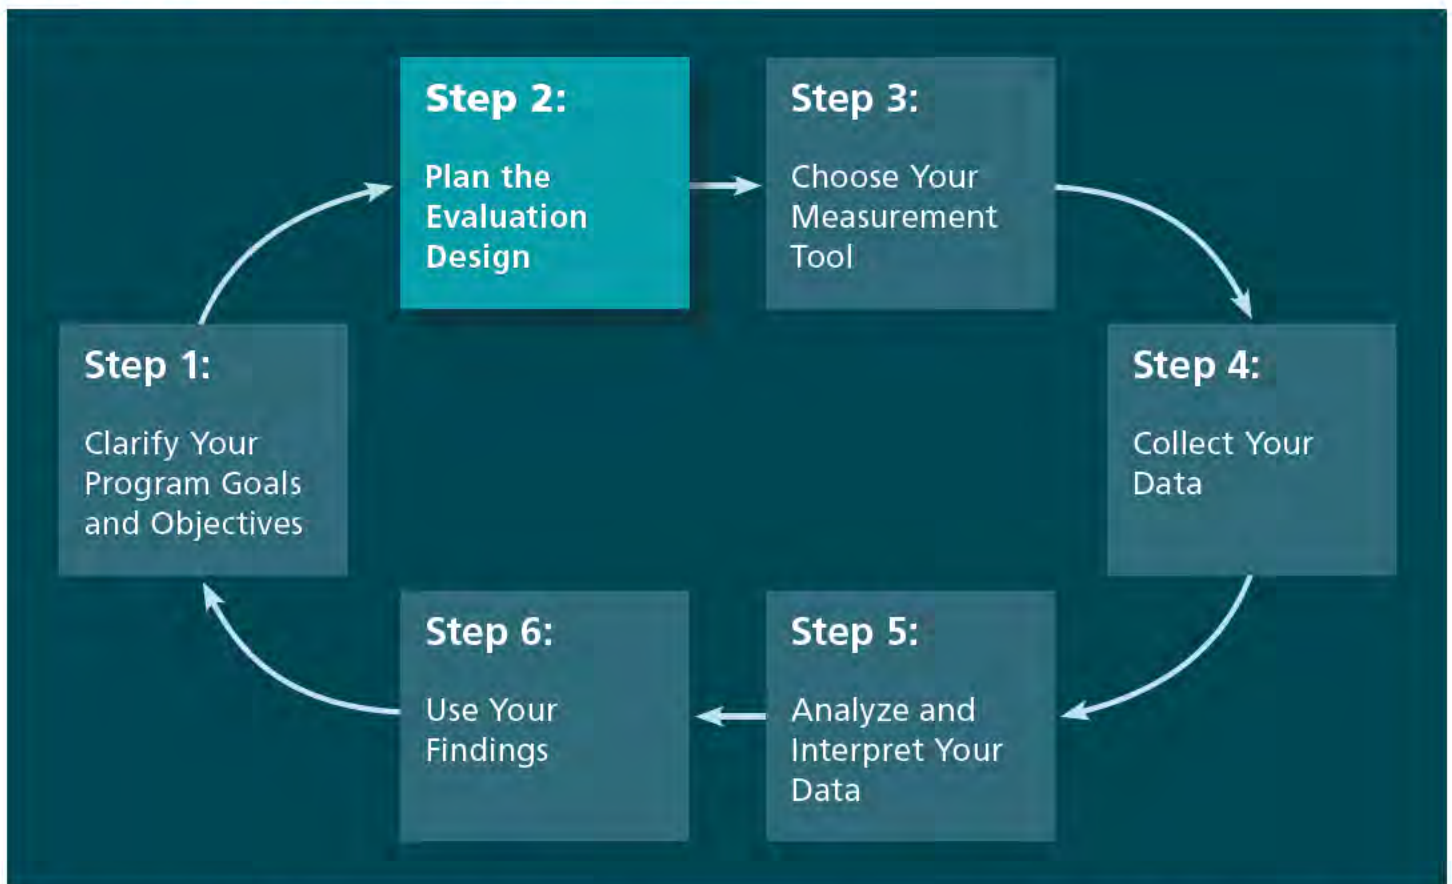 Step 1:
Clarify Your
Program Goals
and Objectives
Step 2:
Plan the
Evaluation
Design
Step 3:
Choose Your
Measurement
Tool
Step 4:
Collect Your
Data
Step 5:
Analyze and
Interpret Your
Data
Step 6:
Use Your
Findings